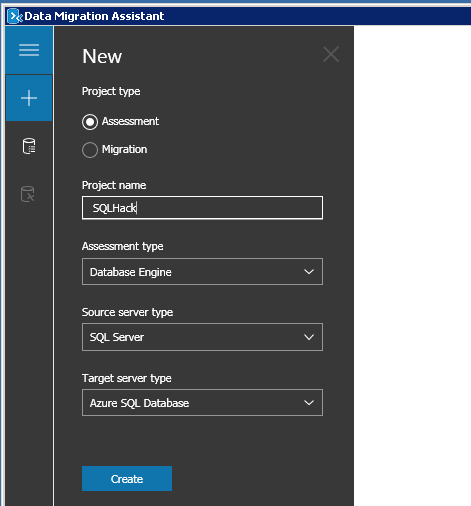 Data Migration Assistant
New
Project type
Assessment
Migration
Project name
SQLHack
Assessment type
Database Engine
Source server type
SQL Server
Target server type
Azure SQL Database
Create